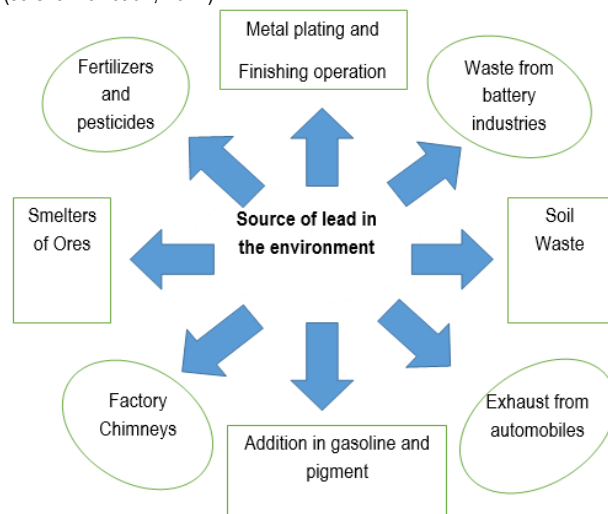 Metal plating and
Finishing operation
Fertilizers
and
pesticides
Waste from
battery
industries
Smelters
of Ores
Source of lead in
the environment
Soil
Waste
Factory
Chimneys
Addition in gasoline and
pigment
Exhaust from
automobiles